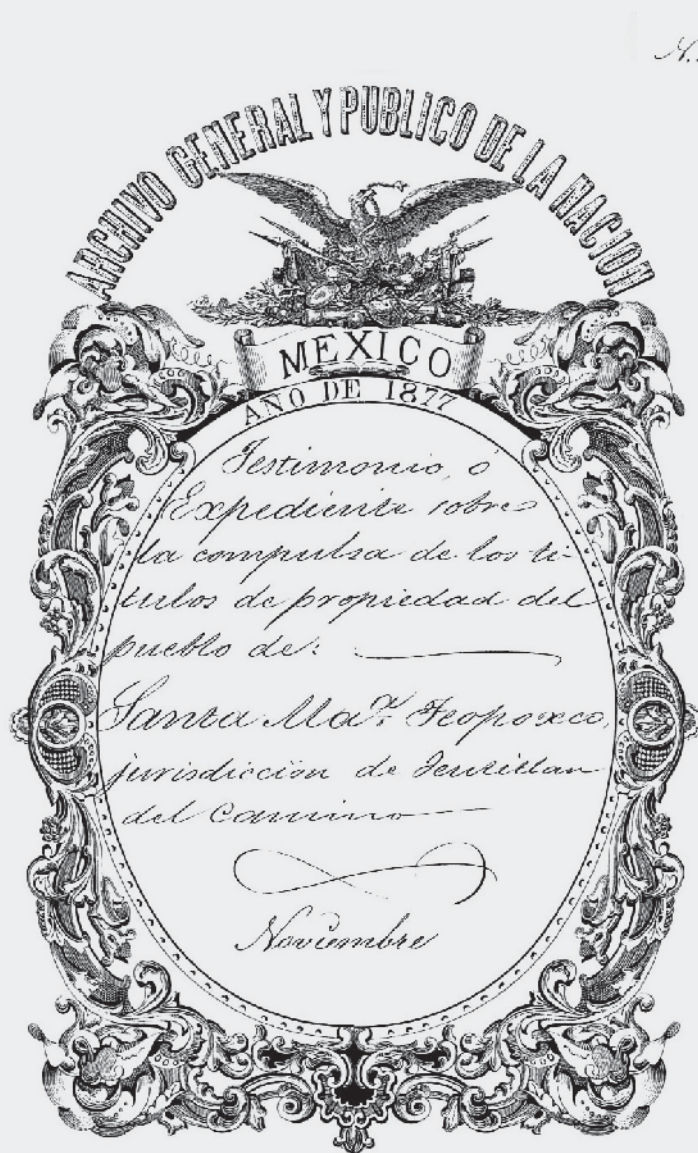 ARCHIVO GENERAL Y PUBLICO DE LA NACION
MEXICO
AÑO DE 1877
Testimonio, ó
Expediente sobre
la compulsa de los tí-
tulos de propiedad del
pueblo de:
Santa Ma. Teopoxco,
jurisdicción de Teutitlan
del Camino
Noviembre